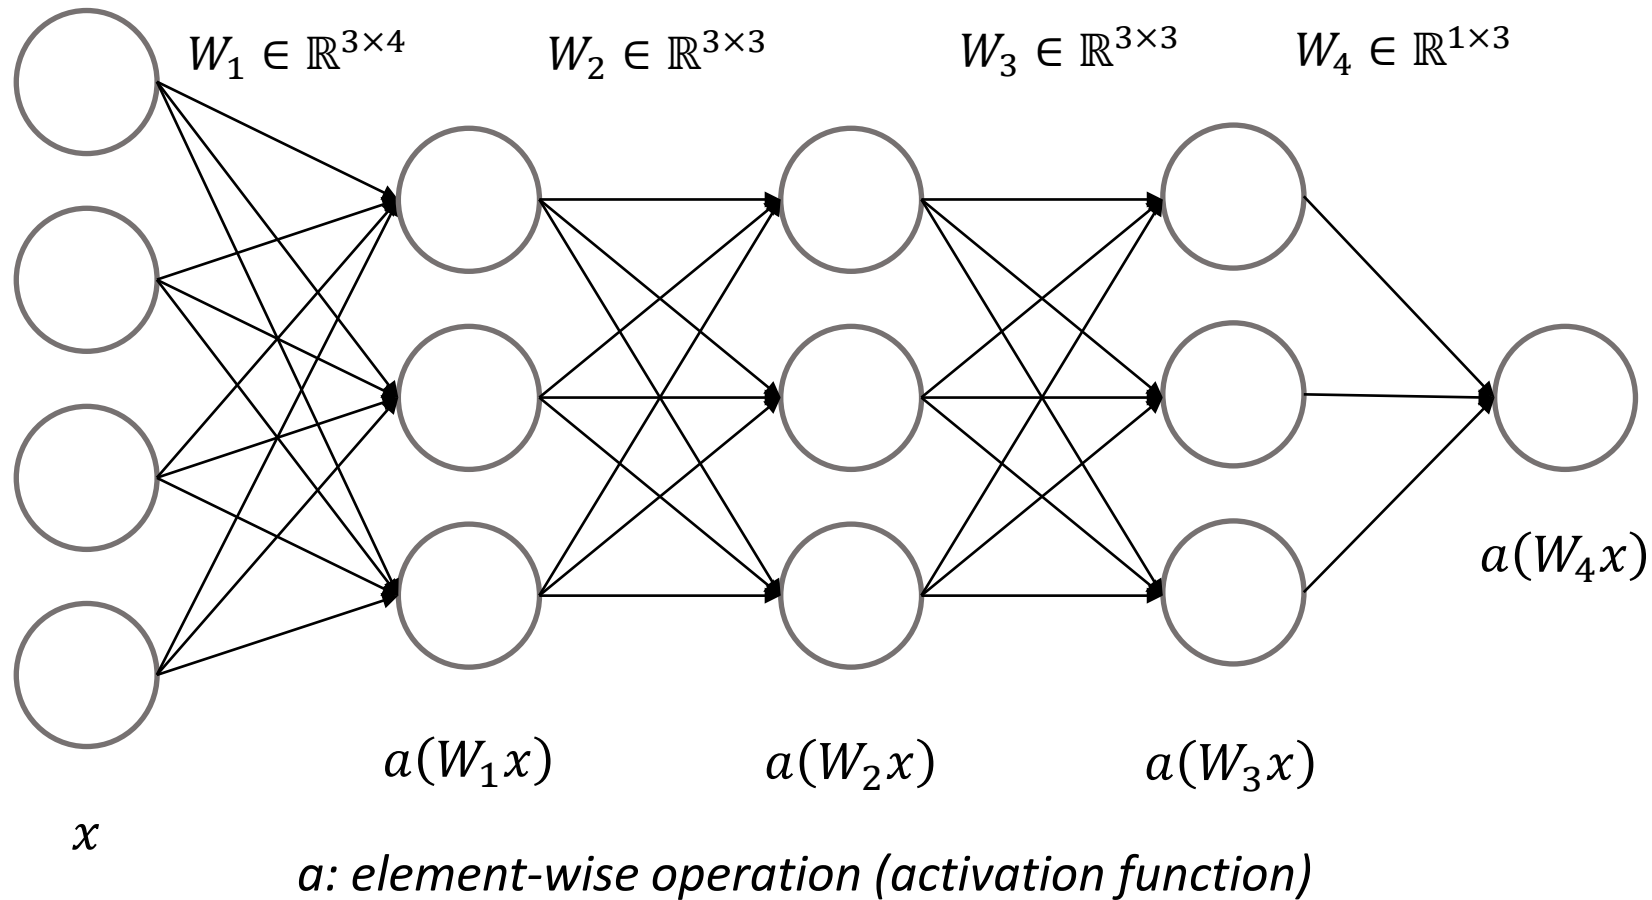 W₁ ∈ ℝ³ˣ⁴
W₂ ∈ ℝ³ˣ³
W₃ ∈ ℝ³ˣ³
W₄ ∈ ℝ¹ˣ³
a(W₄x)
a(W₁x)
a(W₂x)
a(W₃x)
x
a: element-wise operation (activation function)